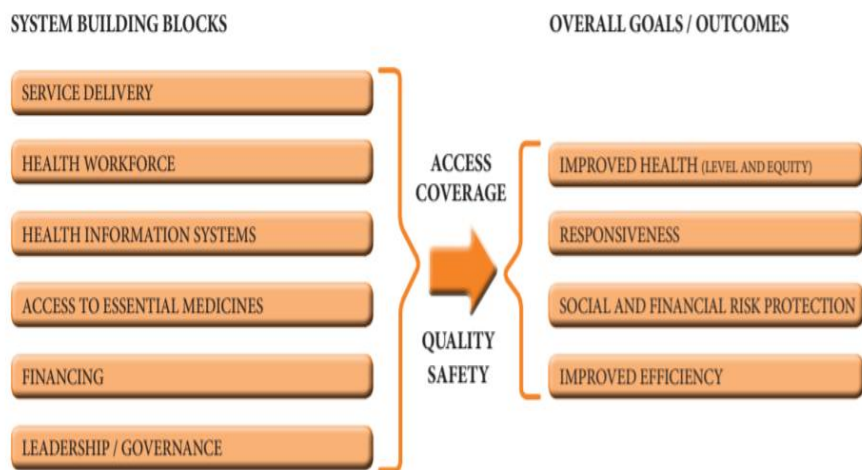 SYSTEM BUILDING BLOCKS
SERVICE DELIVERY
HEALTH WORKFORCE
HEALTH INFORMATION SYSTEMS
ACCESS TO ESSENTIAL MEDICINES
FINANCING
LEADERSHIP / GOVERNANCE
ACCESS
COVERAGE
QUALITY
SAFETY
OVERALL GOALS / OUTCOMES
IMPROVED HEALTH (LEVEL AND EQUITY)
RESPONSIVENESS
SOCIAL AND FINANCIAL RISK PROTECTION
IMPROVED EFFICIENCY